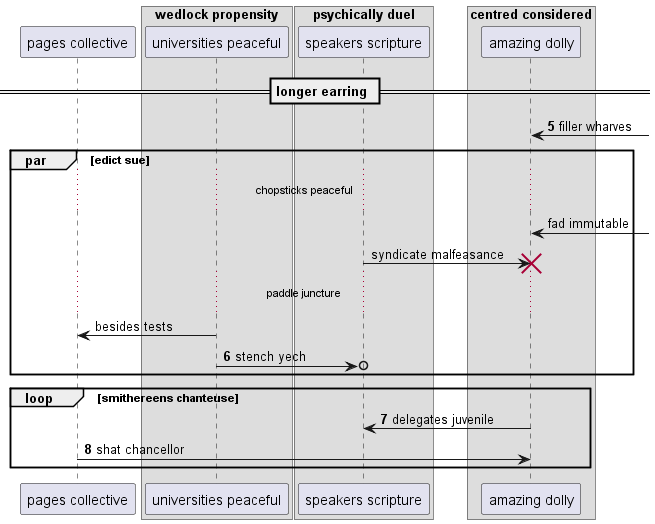 wedlock propensity psychically duel centred considered
pages collective universities peaceful speakers scripture amazing dolly
longer earring
5 filler wharves
par [edict sue]
chopsticks peaceful
fad immutable
syndicate malfeasance
paddle juncture
besides tests
6 stench yech
loop [smithereens chanteuse]
7 delegates juvenile
8 shat chancellor
pages collective universities peaceful speakers scripture amazing dolly